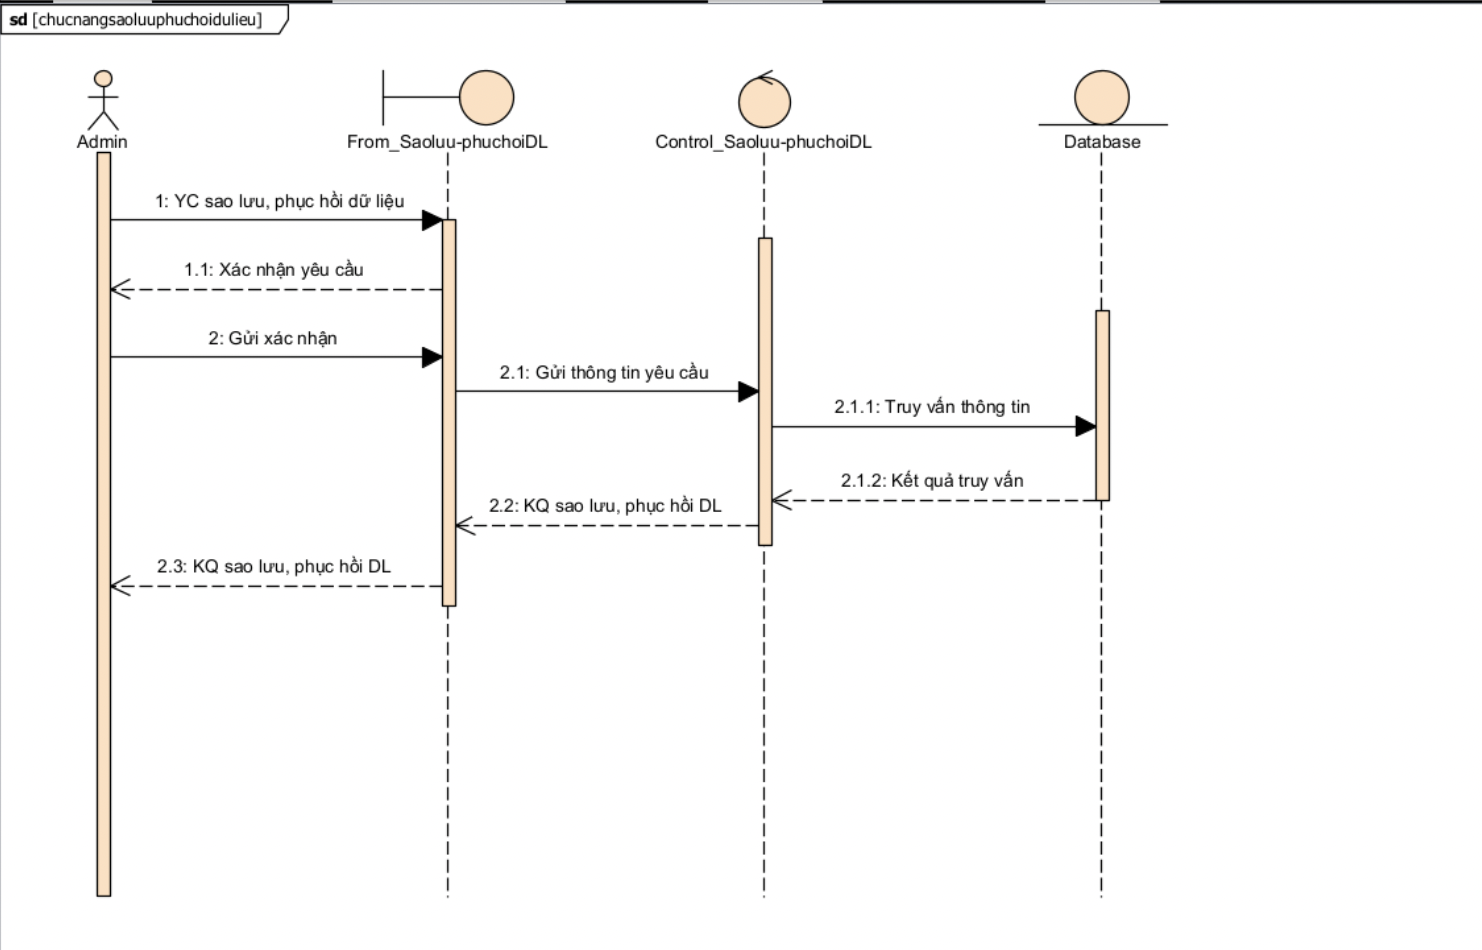 sd [chucnangsaoluuphuchoidulieu]
Admin
From_Saoluu-phuchoiDL
Control_Saoluu-phuchoiDL
Database
1: YC sao lưu, phục hồi dữ liệu
1.1: Xác nhận yêu cầu
2: Gửi xác nhận
2.1: Gửi thông tin yêu cầu
2.1.1: Truy vấn thông tin
2.1.2: Kết quả truy vấn
2.2: KQ sao lưu, phục hồi DL
2.3: KQ sao lưu, phục hồi DL